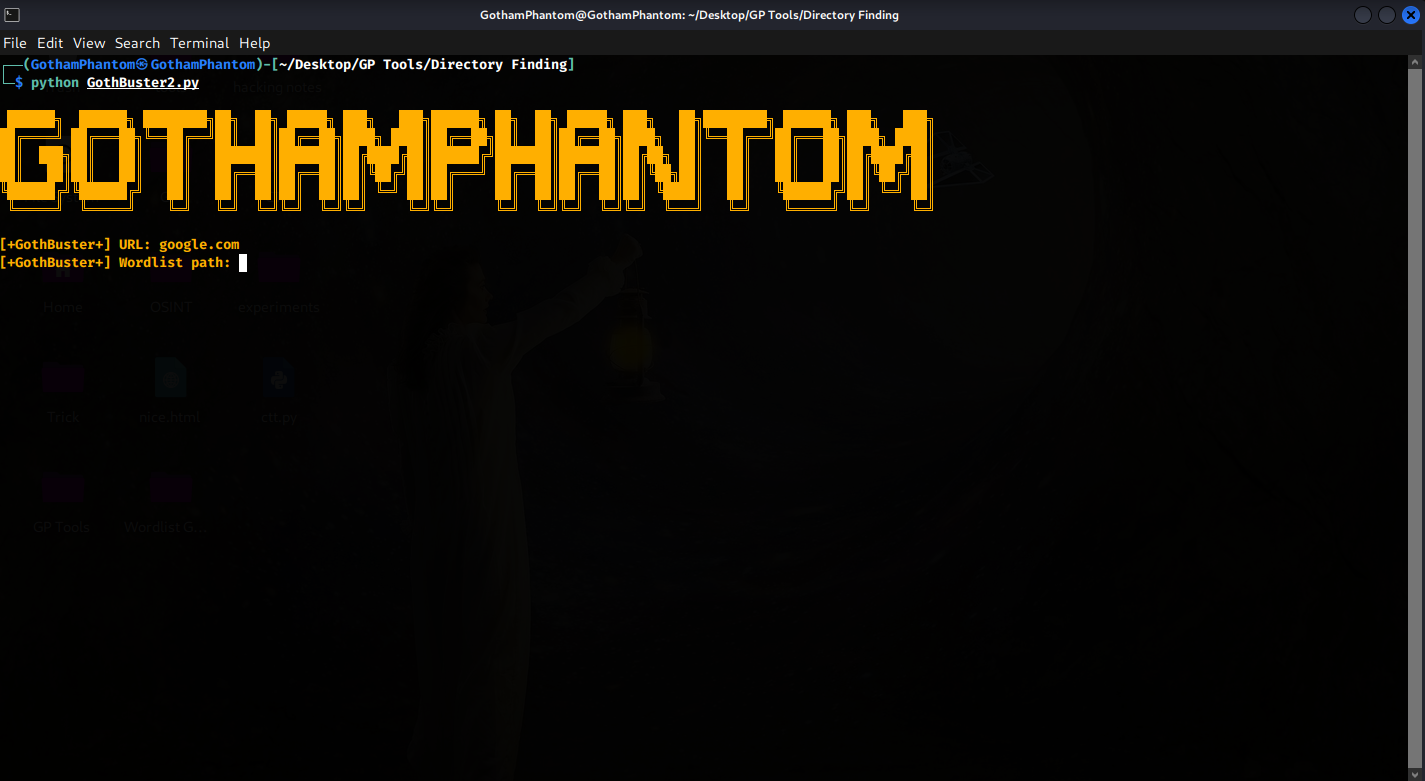 GothamPhantom@GothamPhantom: ~/Desktop/GP Tools/Directory Finding
File Edit View Search Terminal Help
┌──(GothamPhantom㉿GothamPhantom)-[~/Desktop/GP Tools/Directory Finding]
└─$ python GothBuster2.py
hacking notes
GOTHAMPHANTOM
[+GothBuster+] URL: google.com
[+GothBuster+] Wordlist path:
Home OSINT experiments
Trick nice.html ctt.py
GP Tools Wordlist G...